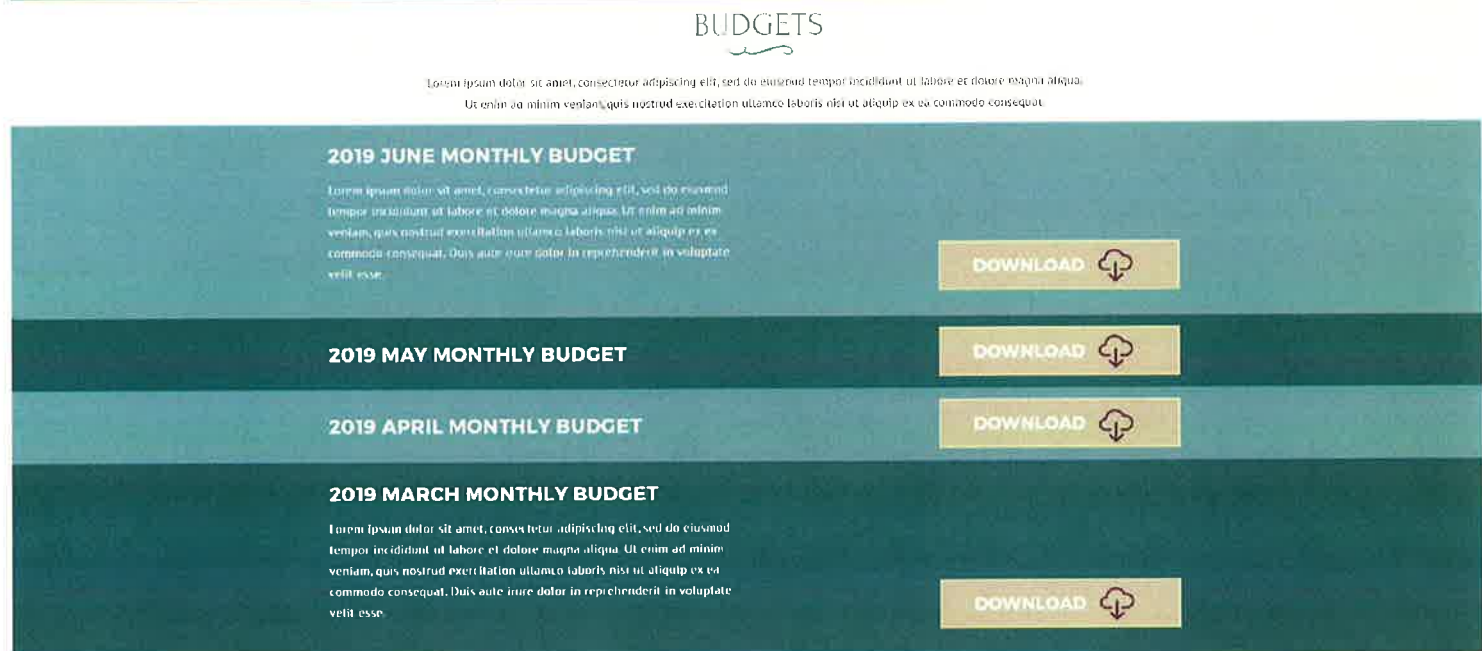 BUDGETS
Lorem ipsum dolor sit amet, consectetur adipiscing elit, sed do eiusmod tempor incididunt ut labore et dolore magna aliqua.
Ut enim ad minim veniam, quis nostrud exercitation ullamco laboris nisi ut aliquip ex ea commodo consequat.
2019 JUNE MONTHLY BUDGET
Lorem ipsum dolor sit amet, consectetur adipiscing elit, sed do eiusmod
tempor incididunt ut labore et dolore magna aliqua. Ut enim ad minim
veniam, quis nostrud exercitation ullamco laboris nisi ut aliquip ex ea
commodo consequat. Duis aute irure dolor in reprehenderit in voluptate
velit esse.
DOWNLOAD
2019 MAY MONTHLY BUDGET
DOWNLOAD
2019 APRIL MONTHLY BUDGET
DOWNLOAD
2019 MARCH MONTHLY BUDGET
Lorem ipsum dolor sit amet, consectetur adipiscing elit, sed do eiusmod
tempor incididunt ut labore et dolore magna aliqua. Ut enim ad minim
veniam, quis nostrud exercitation ullamco laboris nisi ut aliquip ex ea
commodo consequat. Duis aute irure dolor in reprehenderit in voluptate
velit esse.
DOWNLOAD